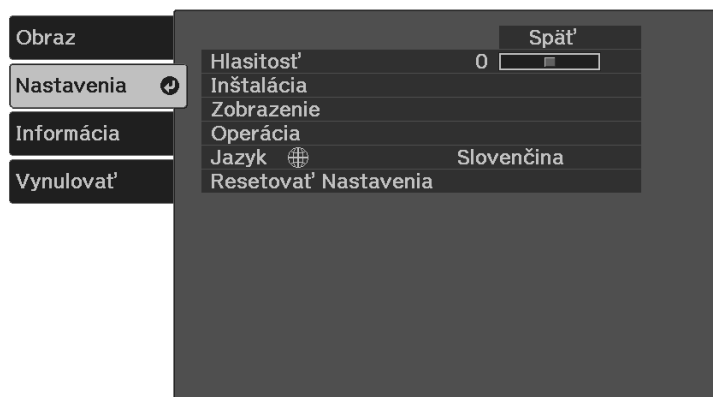 Obraz
Nastavenia
Informácia
Vynulovať
Späť
Hlasitosť 0
Inštalácia
Zobrazenie
Operácia
Jazyk Slovenčina
Resetovať Nastavenia